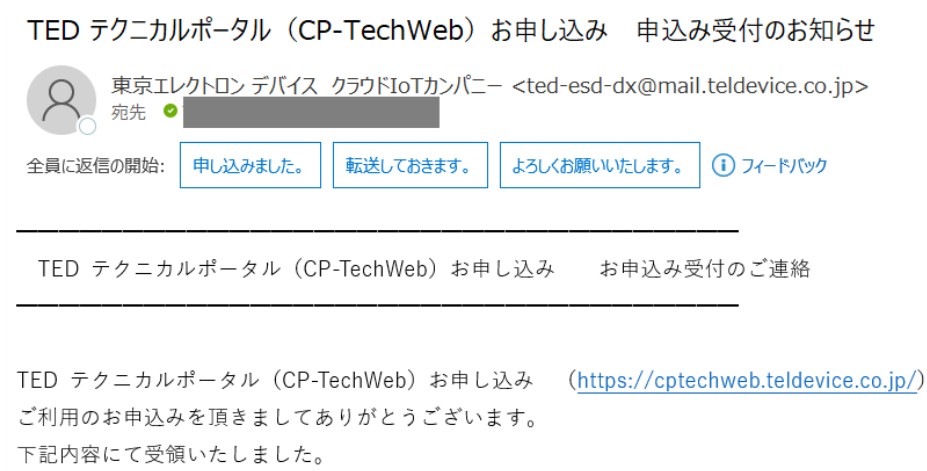 TED テクニカルポータル（CP-TechWeb）お申し込み　申込み受付のお知らせ
東京エレクトロン デバイス クラウドIoTカンパニー <ted-esd-dx@mail.teldevice.co.jp>
宛先
全員に返信の開始: 申し込みました。 転送しておきます。 よろしくお願いいたします。 フィードバック
TED テクニカルポータル（CP-TechWeb）お申し込み　　お申込み受付のご連絡
TED テクニカルポータル（CP-TechWeb）お申し込み　（https://cptechweb.teldevice.co.jp/）
ご利用のお申込みを頂きましてありがとうございます。
下記内容にて受領いたしました。